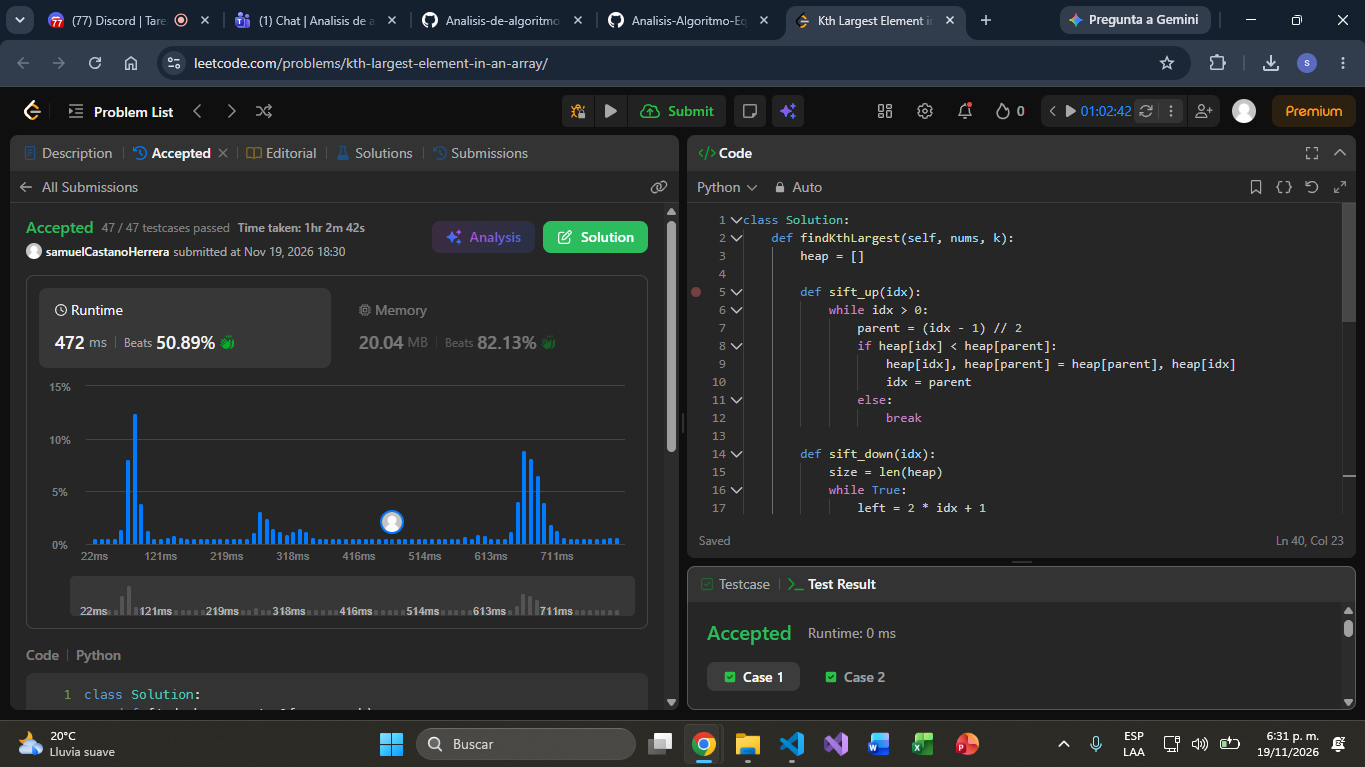 (77) Discord | Tare
(1) Chat | Analisis de a
Analisis-de-algoritmo
Analisis-Algoritmo-Eq
Kth Largest Element in
Pregunta a Gemini
leetcode.com/problems/kth-largest-element-in-an-array/
S
Problem List
Submit
0
01:02:42
Premium
Description
Accepted
Editorial
Solutions
Submissions
All Submissions
Accepted 47 / 47 testcases passed Time taken: 1hr 2m 42s
samuelCastanoHerrera submitted at Nov 19, 2026 18:30
Analysis
Solution
Runtime
472 ms | Beats 50.89%
Memory
20.04 MB | Beats 82.13%
15%
10%
5%
0%
22ms 121ms 219ms 318ms 416ms 514ms 613ms 711ms
22ms 121ms 219ms 318ms 416ms 514ms 613ms 711ms
Code | Python
1 class Solution:
</> Code
Python
Auto
1 class Solution:
2 def findKthLargest(self, nums, k):
3 heap = []
4
5 def sift_up(idx):
6 while idx > 0:
7 parent = (idx - 1) // 2
8 if heap[idx] < heap[parent]:
9 heap[idx], heap[parent] = heap[parent], heap[idx]
10 idx = parent
11 else:
12 break
13
14 def sift_down(idx):
15 size = len(heap)
16 while True:
17 left = 2 * idx + 1
Saved
Ln 40, Col 23
Testcase
Test Result
Accepted Runtime: 0 ms
Case 1
Case 2
20°C
Lluvia suave
Buscar
ESP
LAA
6:31 p. m.
19/11/2026